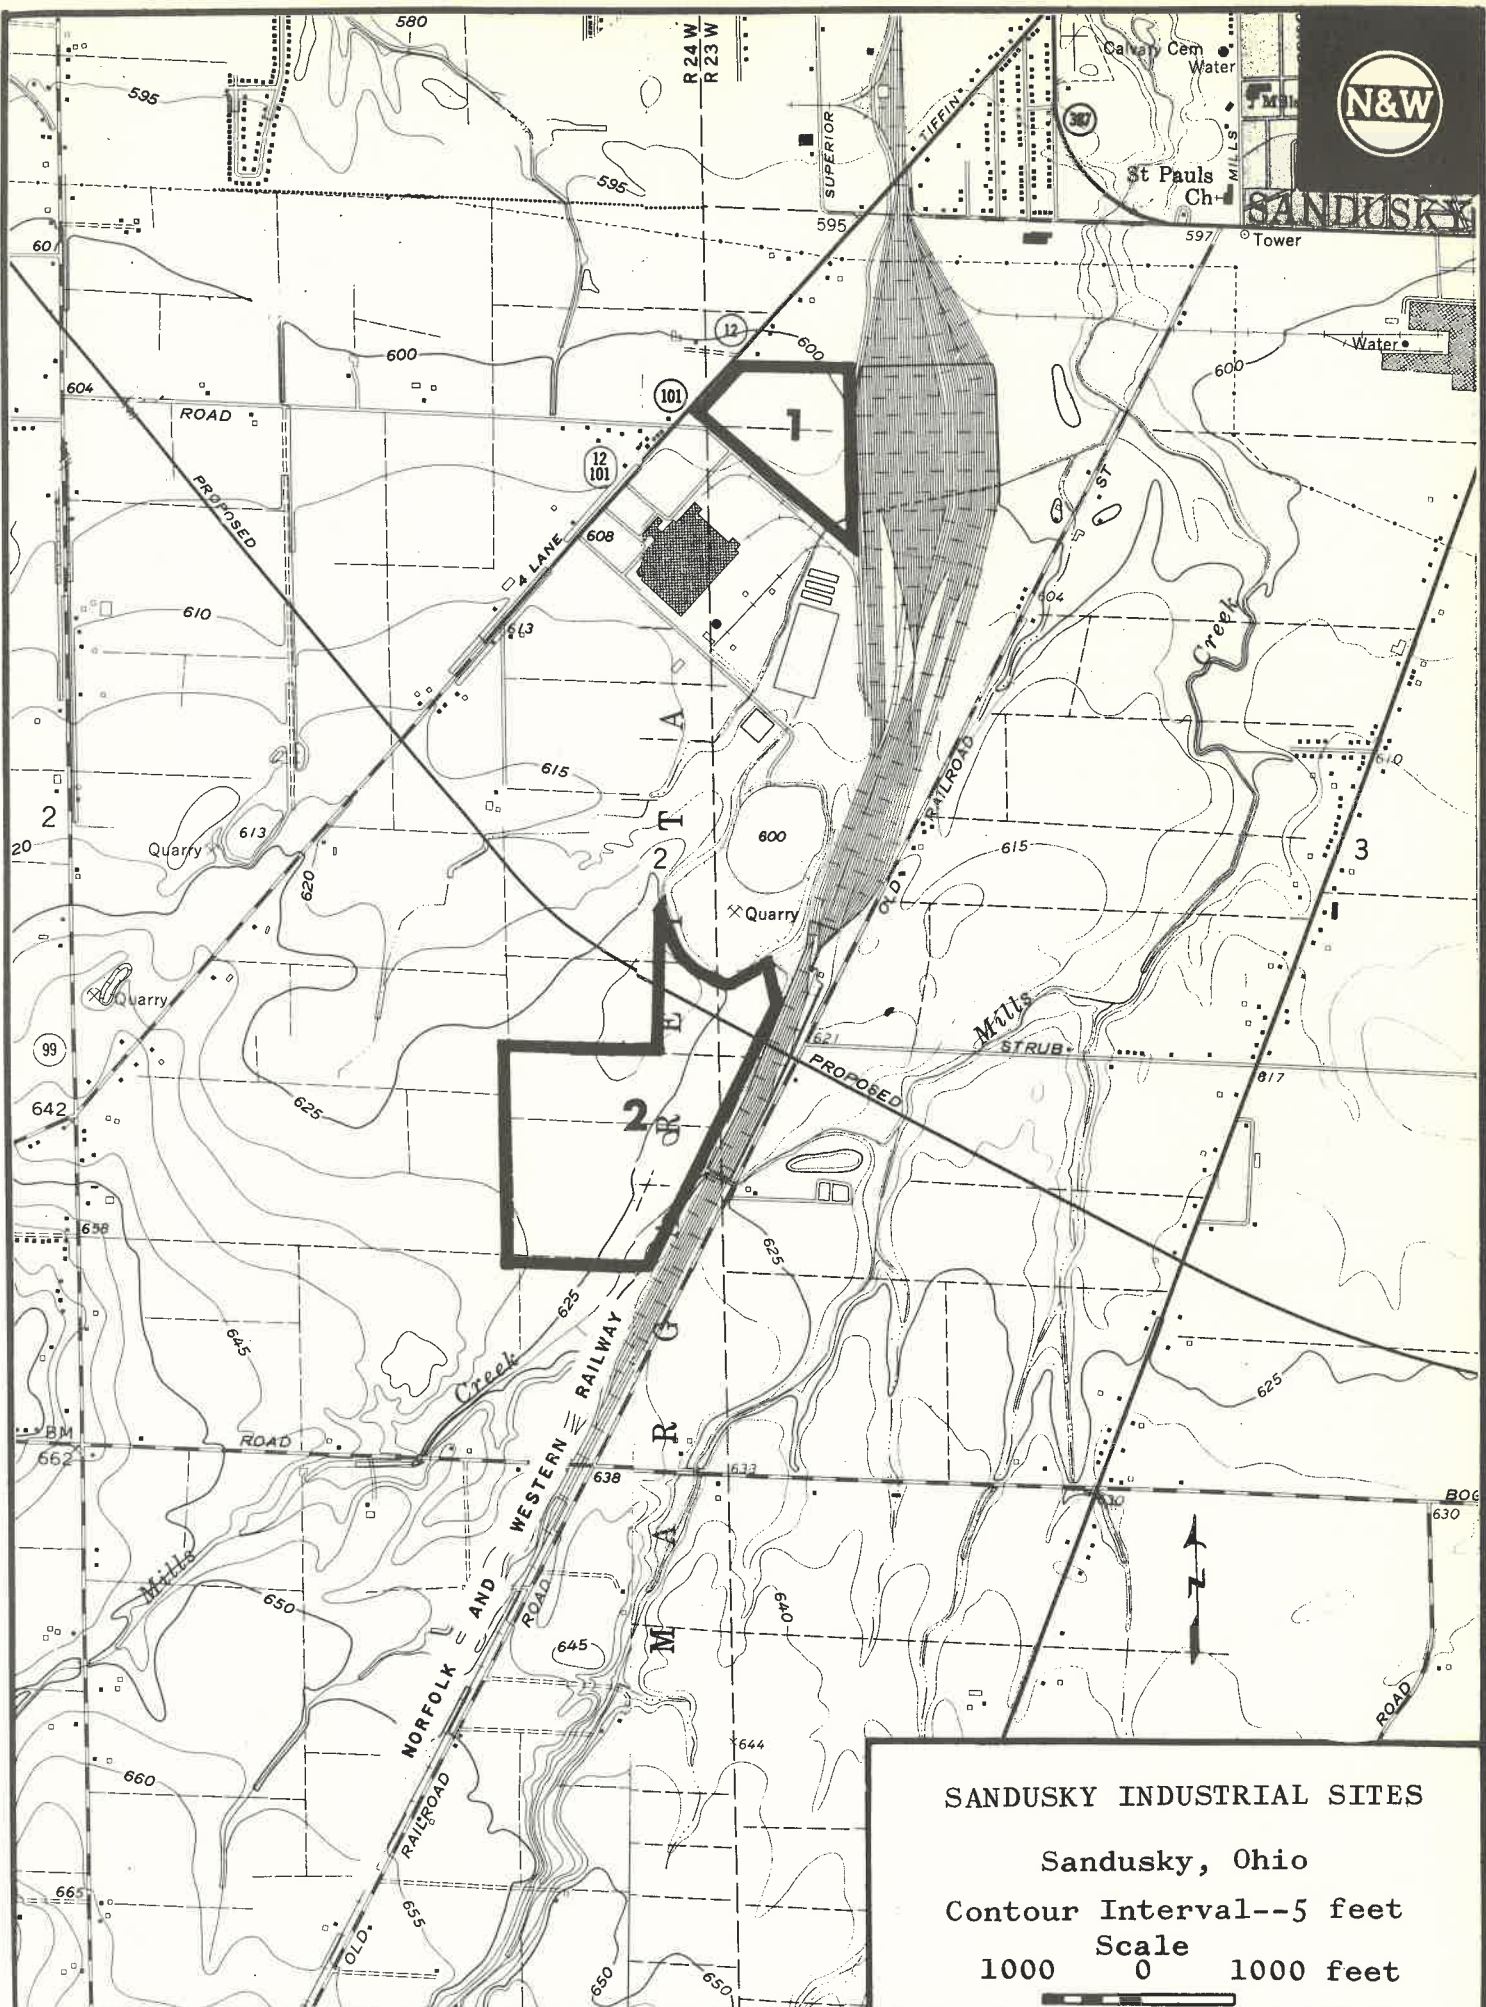 580
R 24 W
R 23 W
Calvary Cem
Water
N&W
595
SUPERIOR
TIFFIN
387
MILLS
595
St Pauls
Ch
SANDUSKY
601
595
597
Tower
12
600
600
600
Water
604
ROAD
101
1
12
101
PROPOSED
608
4 LANE
ST
604
610
613
Creek
A
RAILROAD
610
615
2
T
613
600
615
3
20
Quarry
2
620
OLD
Quarry
I
Quarry
Mills
99
E
621
STRUB
PROPOSED
617
642
625
2
R
658
625
625
645
G
RAILWAY
625
Creek
R
BM
ROAD
662
WESTERN
638
633
630
BOG
630
A
Mills
AND
ROAD
650
640
N
645
M
NORFOLK
ROAD
644
660
RAILROAD
665
655
OLD
650
650
SANDUSKY INDUSTRIAL SITES
Sandusky, Ohio
Contour Interval--5 feet
Scale
1000 0 1000 feet